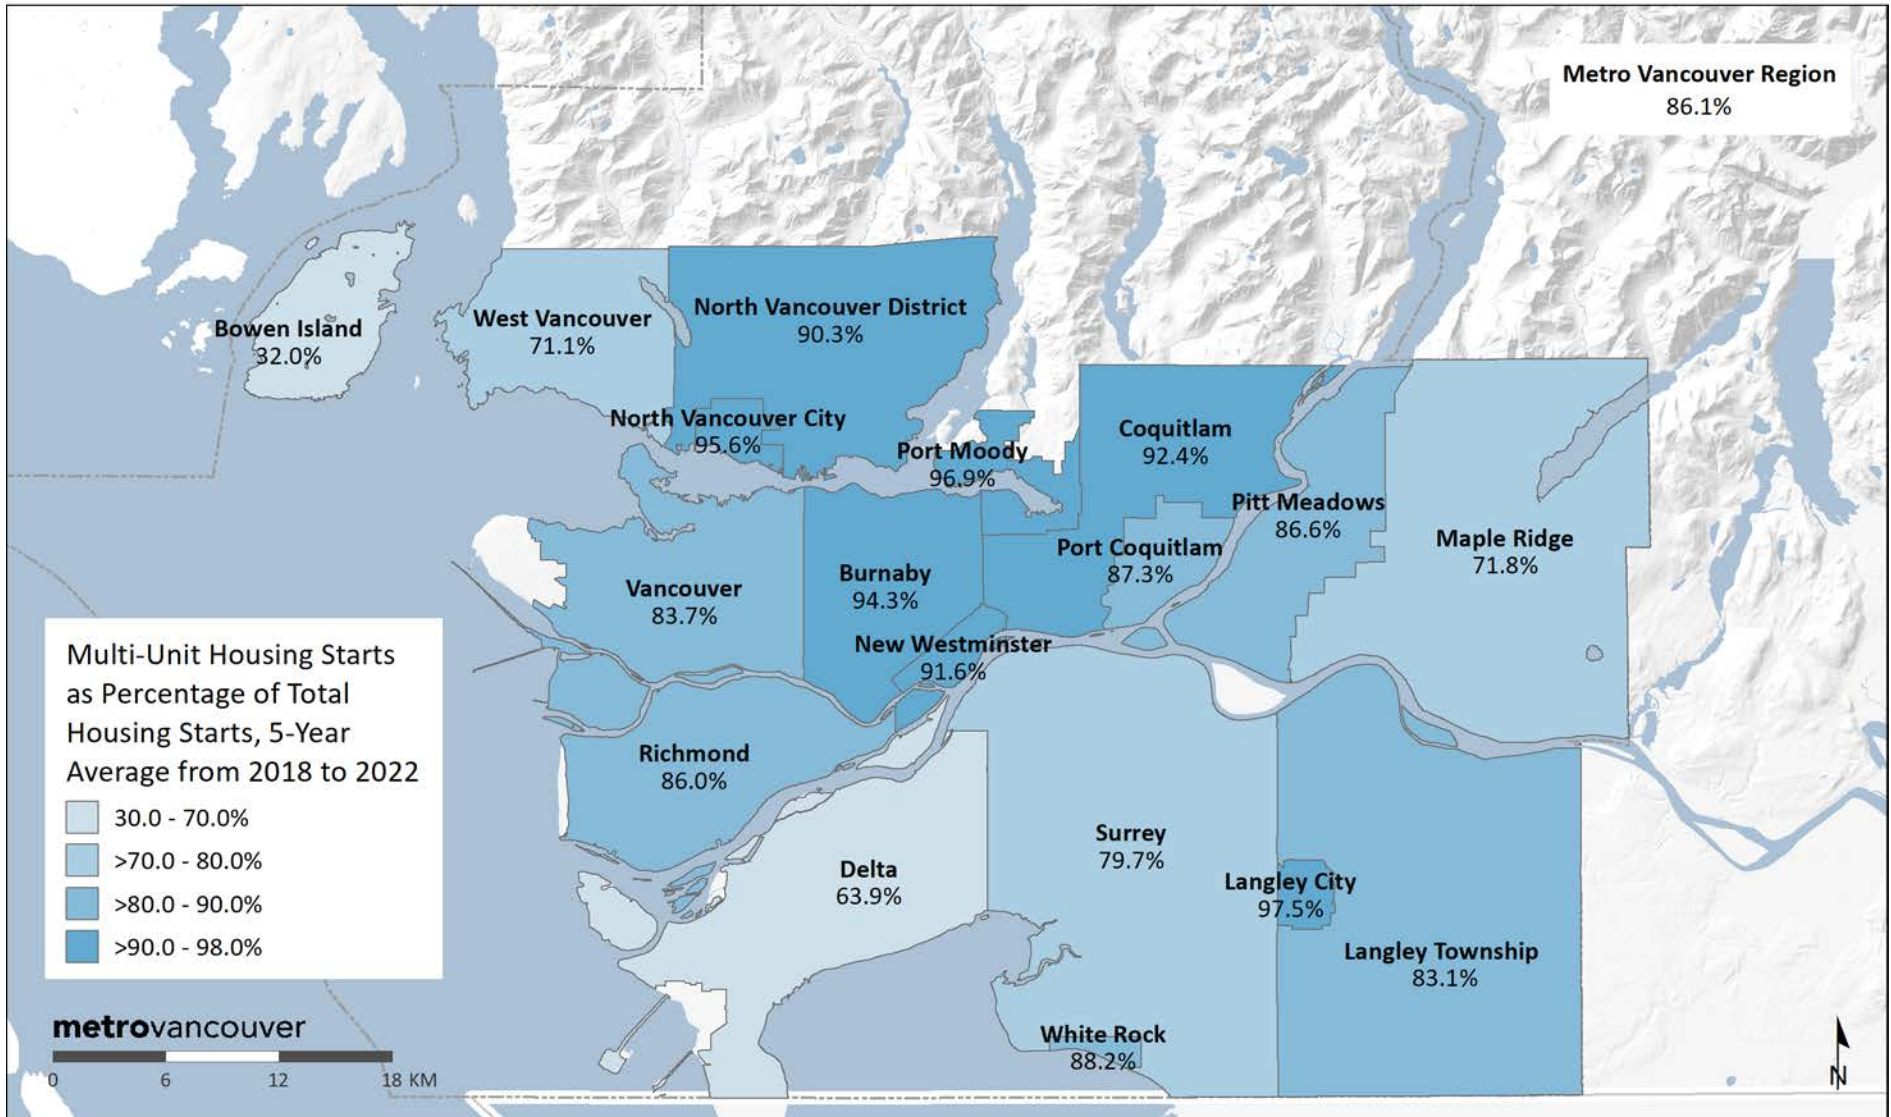 Metro Vancouver Region
86.1%
Bowen Island
32.0%
West Vancouver
71.1%
North Vancouver District
90.3%
North Vancouver City
95.6%
Port Moody
96.9%
Coquitlam
92.4%
Pitt Meadows
86.6%
Maple Ridge
71.8%
Port Coquitlam
87.3%
Vancouver
83.7%
Burnaby
94.3%
New Westminster
91.6%
Richmond
86.0%
Surrey
79.7%
Delta
63.9%
Langley City
97.5%
Langley Township
83.1%
White Rock
88.2%
Multi-Unit Housing Starts
as Percentage of Total
Housing Starts, 5-Year
Average from 2018 to 2022
30.0 - 70.0%
>70.0 - 80.0%
>80.0 - 90.0%
>90.0 - 98.0%
metrovancouver
0 6 12 18 KM
N